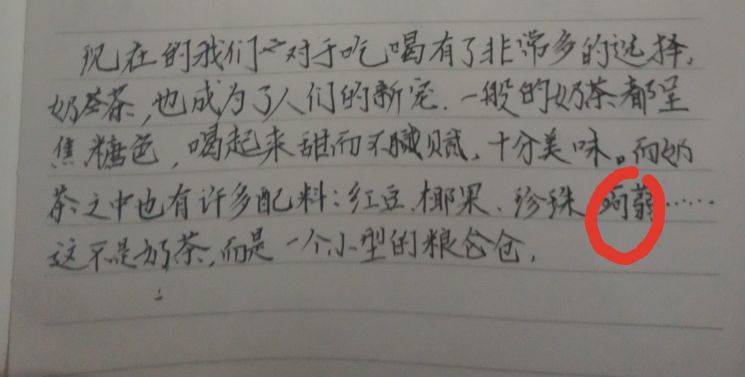 现在的我们对于吃喝有了非常多的选择,
奶茶,也成为了人们的新宠.一般的奶茶都呈
焦糖色,喝起来甜而不腻,十分美味。而奶
茶之中也有许多配料:红豆.椰果.珍珠.蒟蒻……
这不是奶茶,而是一个小型的粮仓.